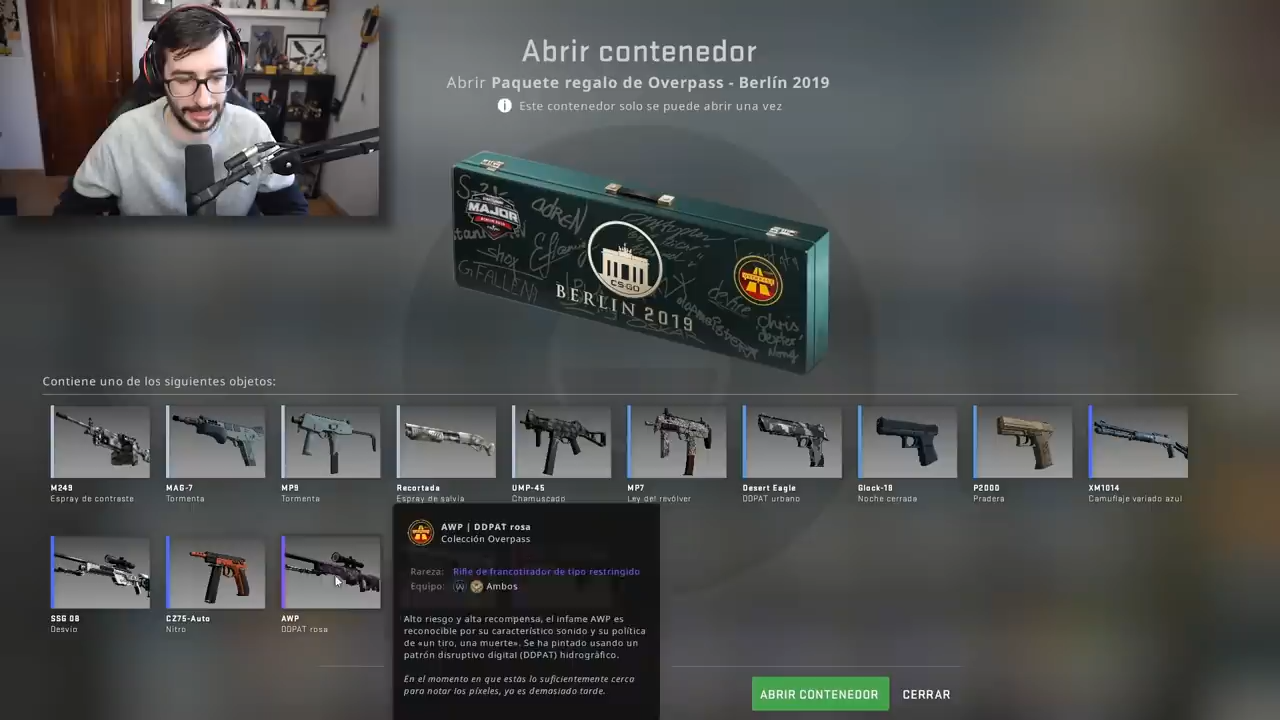 Abrir contenedor
Abrir Paquete regalo de Overpass - Berlín 2019
Este contenedor solo se puede abrir una vez
MAJOR
adreN
shox
FALLEN
CS:GO
BERLIN 2019
device
chris
Contiene uno de los siguientes objetos:
M249
Espray de contraste
MAG-7
Tormenta
MP9
Tormenta
Recortada
Espray de salvia
UMP-45
Chamuscado
MP7
Ley del revólver
Desert Eagle
DDPAT urbano
Glock-18
Noche cerrada
P2000
Pradera
XM1014
Camuflaje variado azul
SSG 08
Desvío
CZ75-Auto
Nitro
AWP
DDPAT rosa
AWP | DDPAT rosa
Colección Overpass
Rareza: Rifle de francotirador de tipo restringido
Equipo: Ambos
Alto riesgo y alta recompensa, el infame AWP es
reconocible por su característico sonido y su política
de «un tiro, una muerte». Se ha pintado usando un
patrón disruptivo digital (DDPAT) hidrográfico.
En el momento en que estás lo suficientemente cerca
para notar los píxeles, ya es demasiado tarde.
ABRIR CONTENEDOR
CERRAR